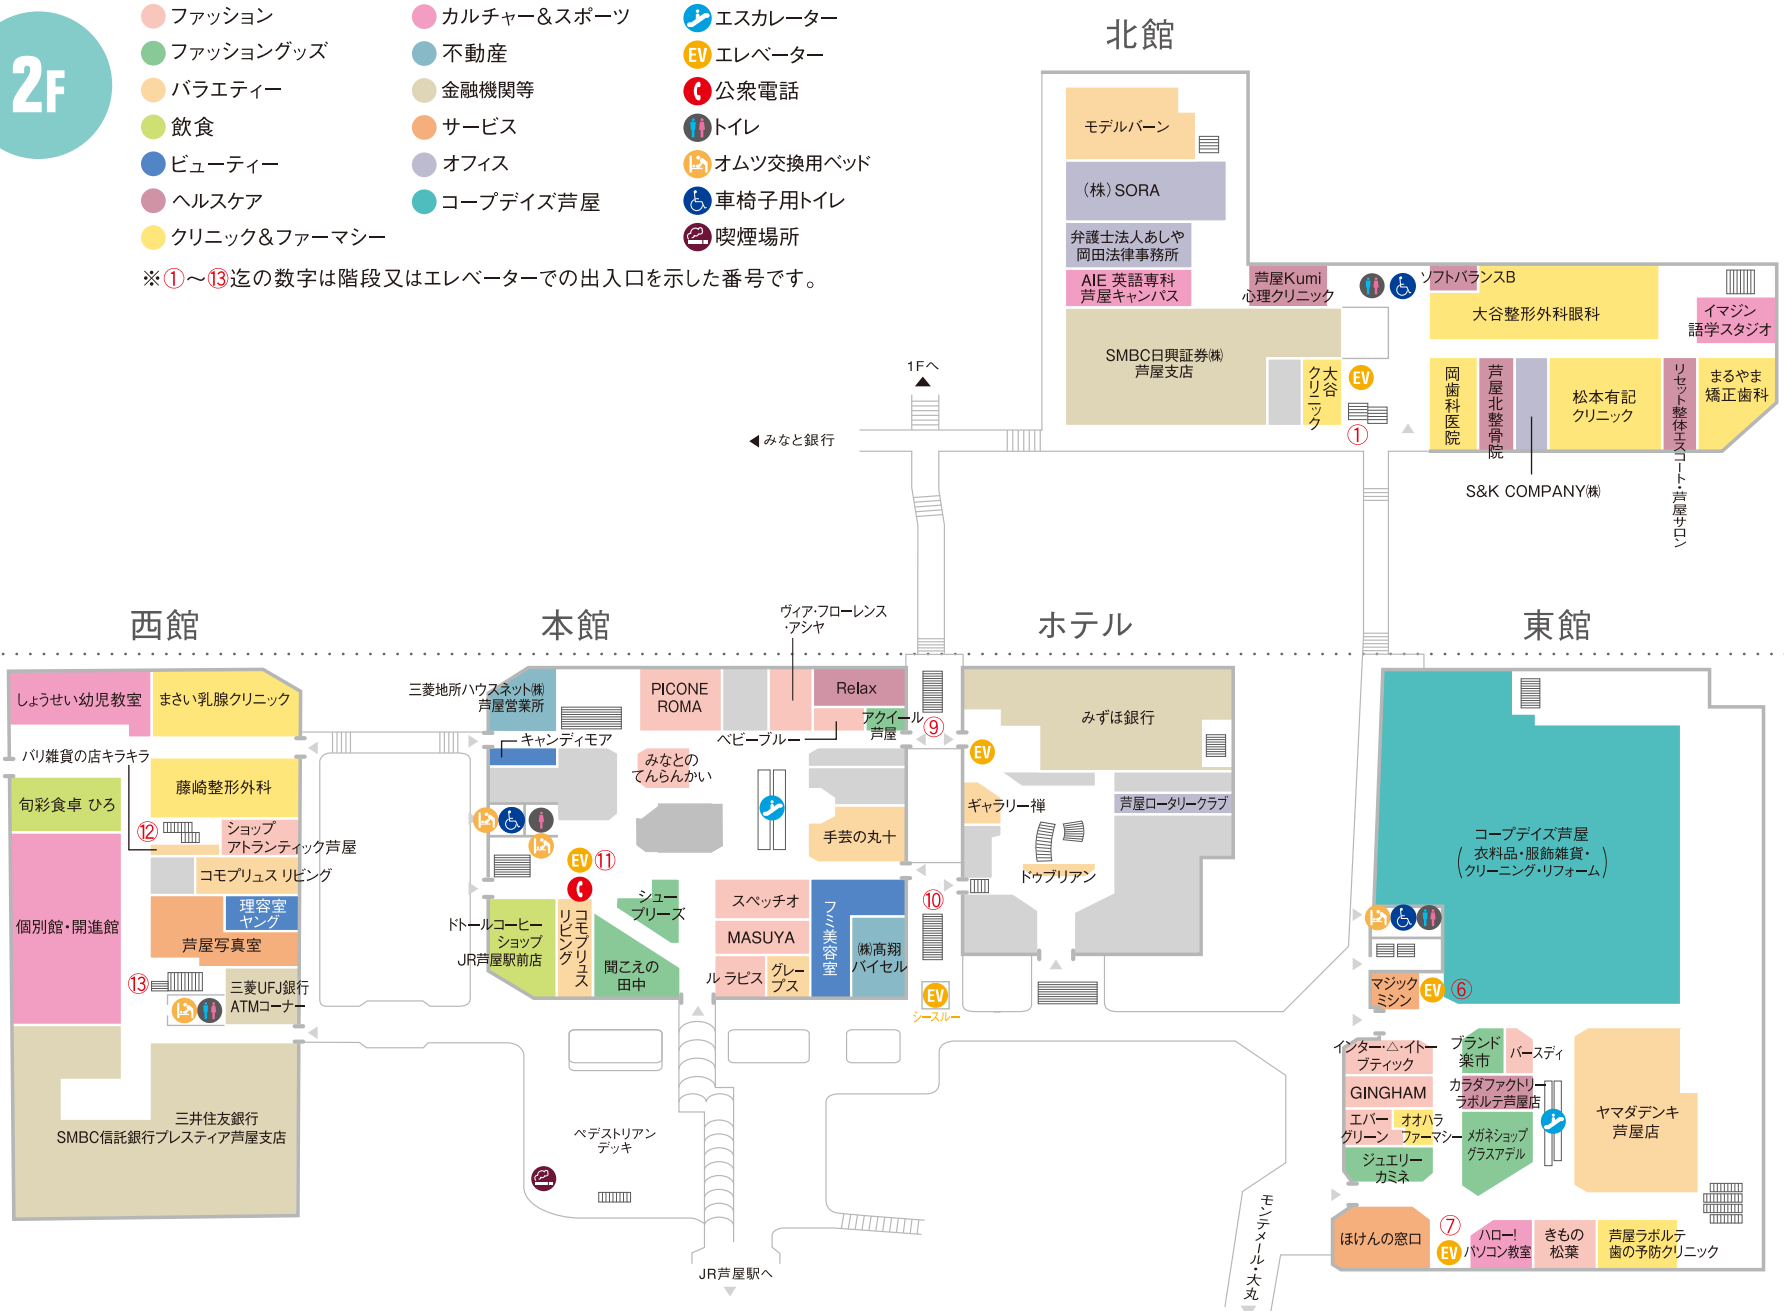 2F
ファッション
ファッショングッズ
バラエティー
飲食
ビューティー
ヘルスケア
クリニック&ファーマシー
カルチャー&スポーツ
不動産
金融機関等
サービス
オフィス
コープデイズ芦屋
エスカレーター
EV エレベーター
公衆電話
トイレ
オムツ交換用ベッド
車椅子用トイレ
喫煙場所
※①〜⑬迄の数字は階段又はエレベーターでの出入口を示した番号です。
北館
モデルバーン
(株)SORA
弁護士法人あしや
岡田法律事務所
AIE 英語専科
芦屋キャンパス
芦屋Kumi
心理クリニック
SMBC日興証券㈱
芦屋支店
大谷
クリニック
EV
①
ソフトバランスB
大谷整形外科眼科
イマジン
語学スタジオ
岡歯科医院
芦屋北整骨院
松本有記
クリニック
リセット整体エスコート・芦屋サロン
まるやま
矯正歯科
S&K COMPANY㈱
1Fへ
みなと銀行
西館
しょうせい幼児教室
まさい乳腺クリニック
バリ雑貨の店キラキラ
旬彩食卓 ひろ
藤崎整形外科
⑫
ショップ
アトランティック芦屋
コモプリュス リビング
個別館・開進館
理容室
ヤング
芦屋写真室
⑬
三菱UFJ銀行
ATMコーナー
三井住友銀行
SMBC信託銀行プレスティア芦屋支店
本館
ヴィア・フローレンス
・アシヤ
三菱地所ハウスネット㈱
芦屋営業所
PICONE
ROMA
Relax
アクイール
芦屋
ベビーブルー
キャンディモア
みなとの
てんらんかい
手芸の丸十
EV
⑪
シュー
ブリーズ
スペッチオ
MASUYA
ル ラピス
グレー
プス
フミ美容室
㈱髙翔
バイセル
ドトールコーヒー
ショップ
JR芦屋駅前店
コモプリュス
リビング
聞こえの
田中
⑨
⑩
EV
シースルー
ペデストリアン
デッキ
JR芦屋駅へ
ホテル
みずほ銀行
EV
ギャラリー禅
芦屋ロータリークラブ
ドゥブリアン
東館
コープデイズ芦屋
(衣料品・服飾雑貨・
クリーニング・リフォーム)
マジック
ミシン
EV
⑥
インター・△・イトー
ブティック
ブランド
楽市
バースディ
GINGHAM
カラダファクトリー
ラポルテ芦屋店
エバー
グリーン
オオハラ
ファーマシー
メガネショップ
グラスアデル
ジュエリー
カミネ
ヤマダデンキ
芦屋店
ほけんの窓口
⑦
EV
ハロー!
パソコン教室
きもの
松葉
芦屋ラポルテ
歯の予防クリニック
モンテメール・大丸